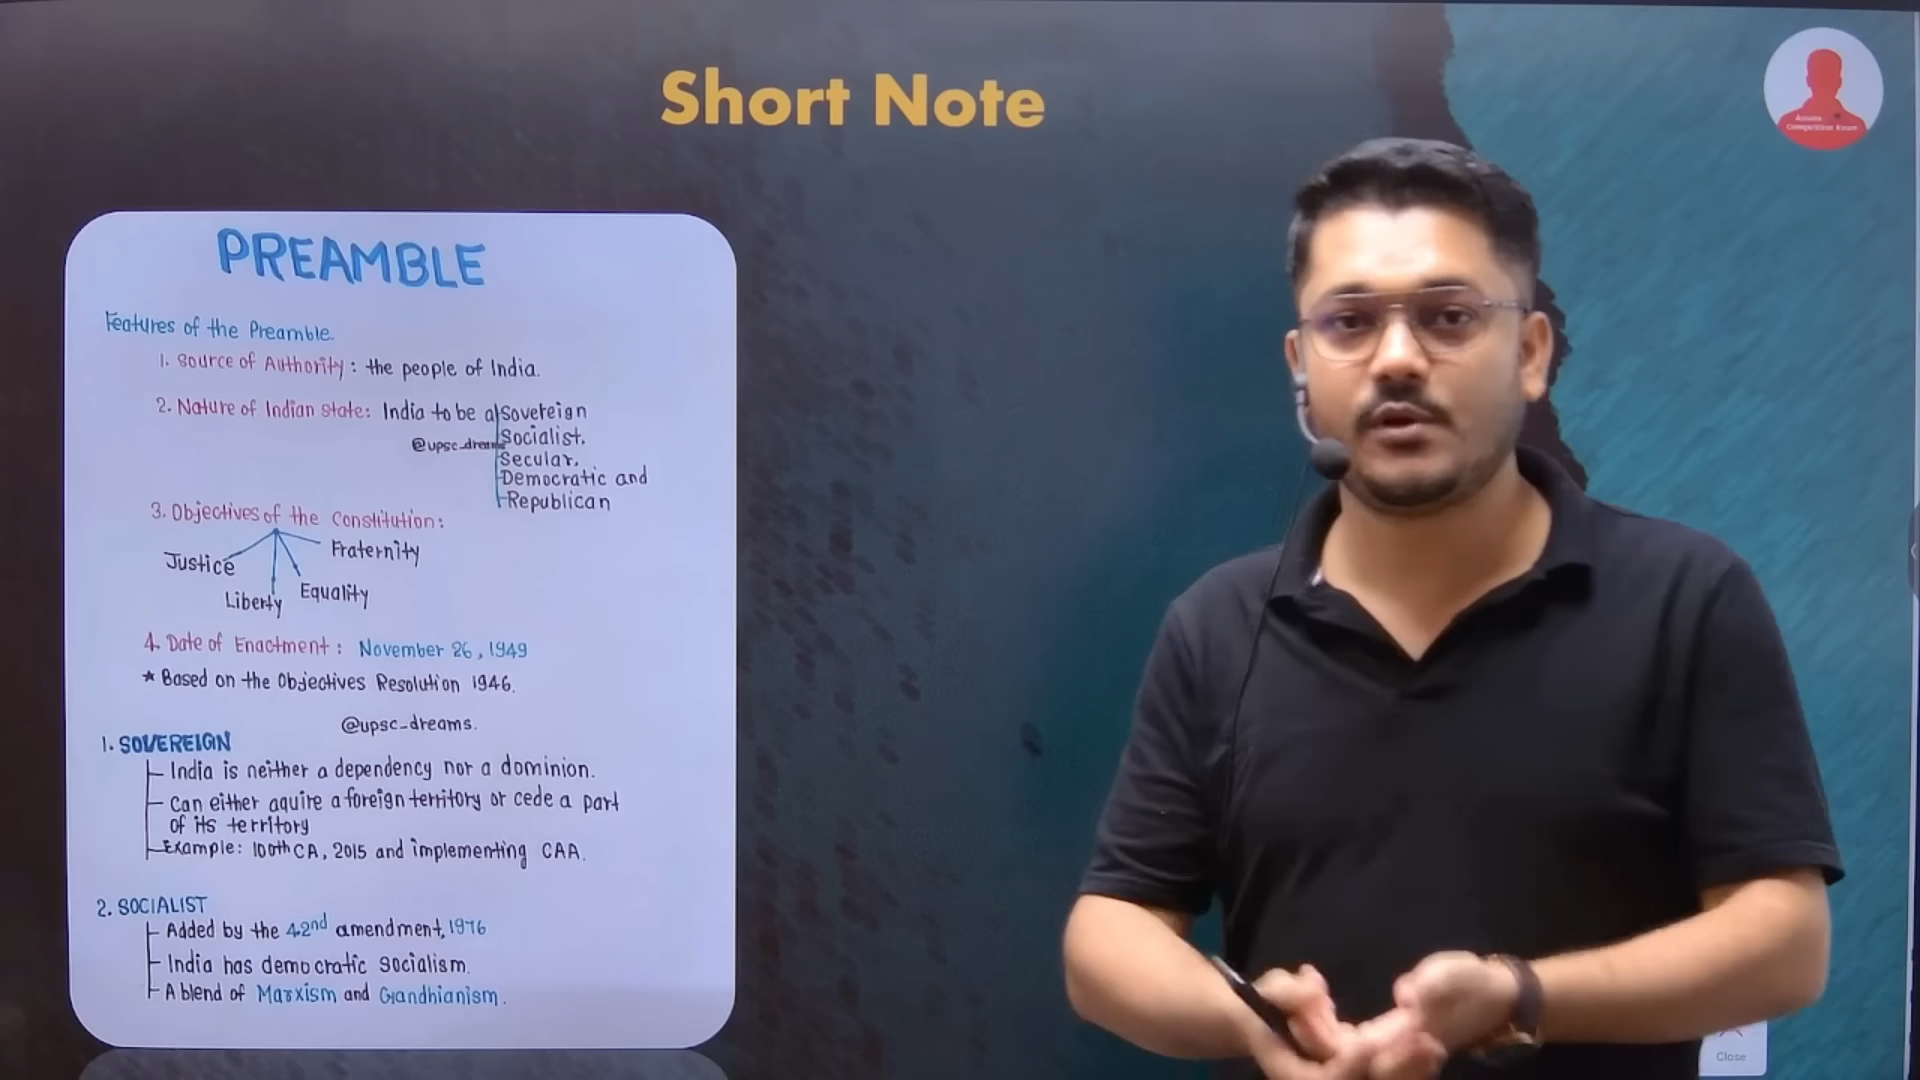 Short Note
Assam
Competitive Exam
PREAMBLE
Features of the Preamble.
1. Source of Authority : the people of India.
2. Nature of Indian state: India to be a Sovereign
@upsc_dreams Socialist.
Secular.
Democratic and
Republican
3. Objectives of the Constitution:
Justice Fraternity
Liberty Equality
4. Date of Enactment : November 26, 1949
* Based on the Objectives Resolution 1946.
@upsc_dreams.
1. SOVEREIGN
India is neither a dependency nor a dominion.
Can either aquire a foreign territory or cede a part
of its territory
Example: 100th CA, 2015 and implementing CAA.
2. SOCIALIST
Added by the 42nd amendment, 1976
India has democratic socialism.
A blend of Marxism and Gandhianism.
Close